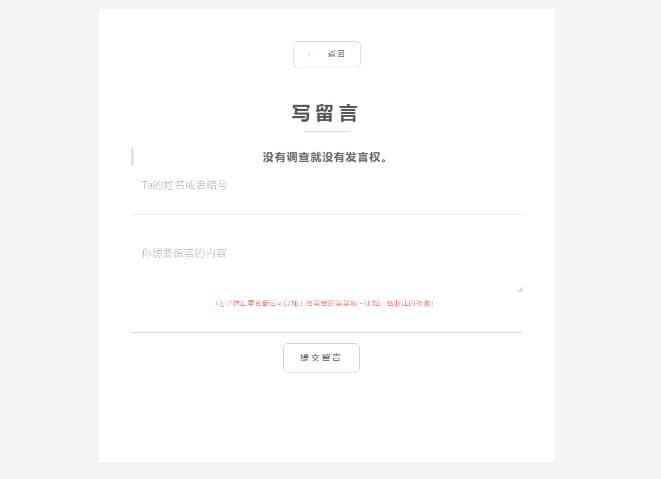 返回
写留言
没有调查就没有发言权。
Ta的姓名或者暗号
你想要留言的内容
提交留言